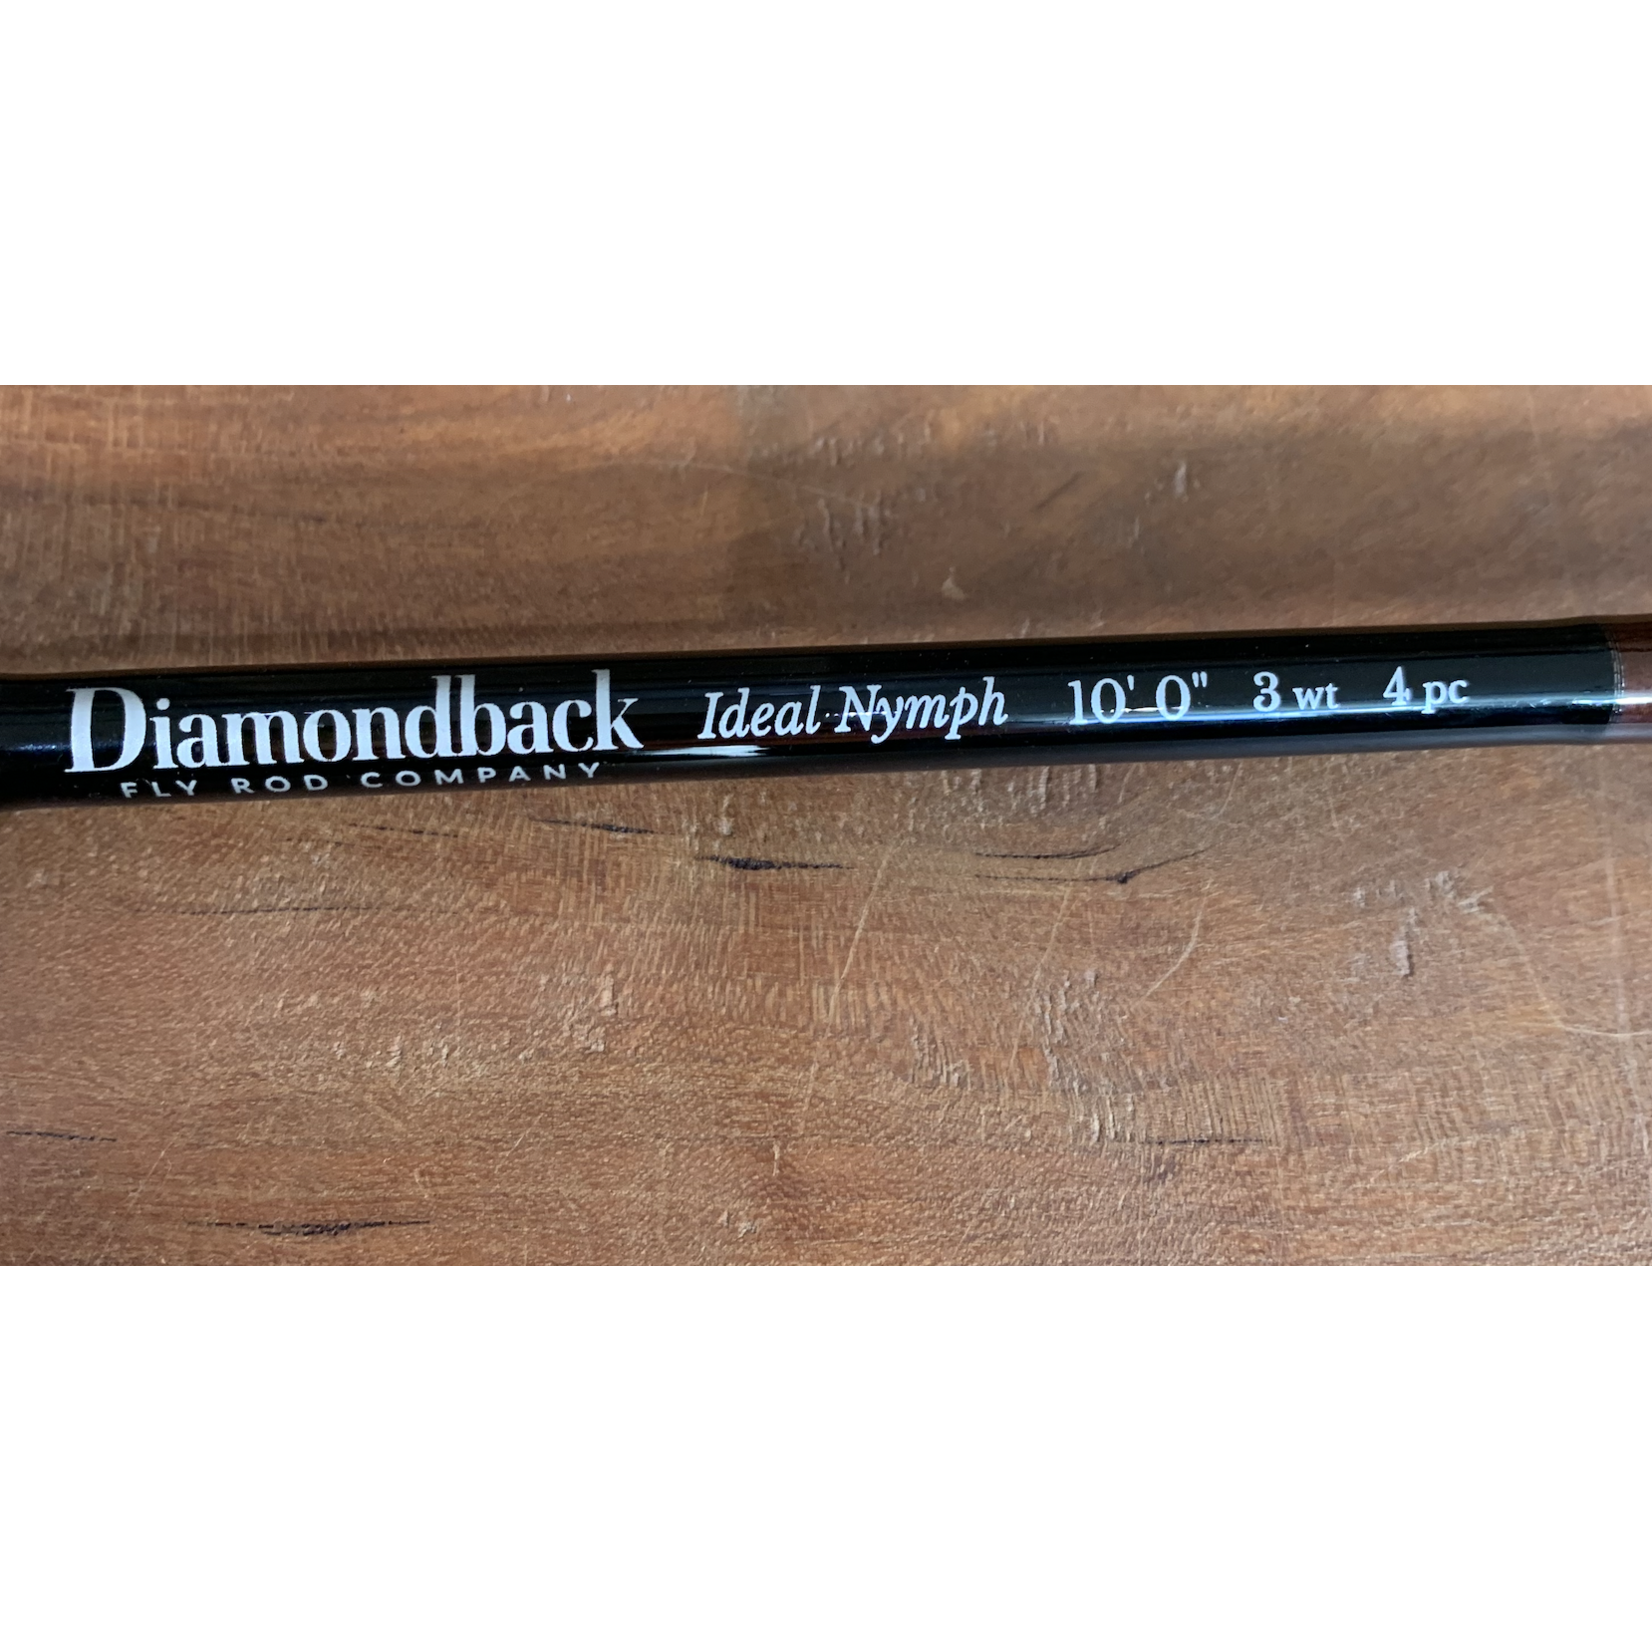 Diamondback Ideal Nymph 10' 0" 3 wt 4 pc
FLY ROD COMPANY